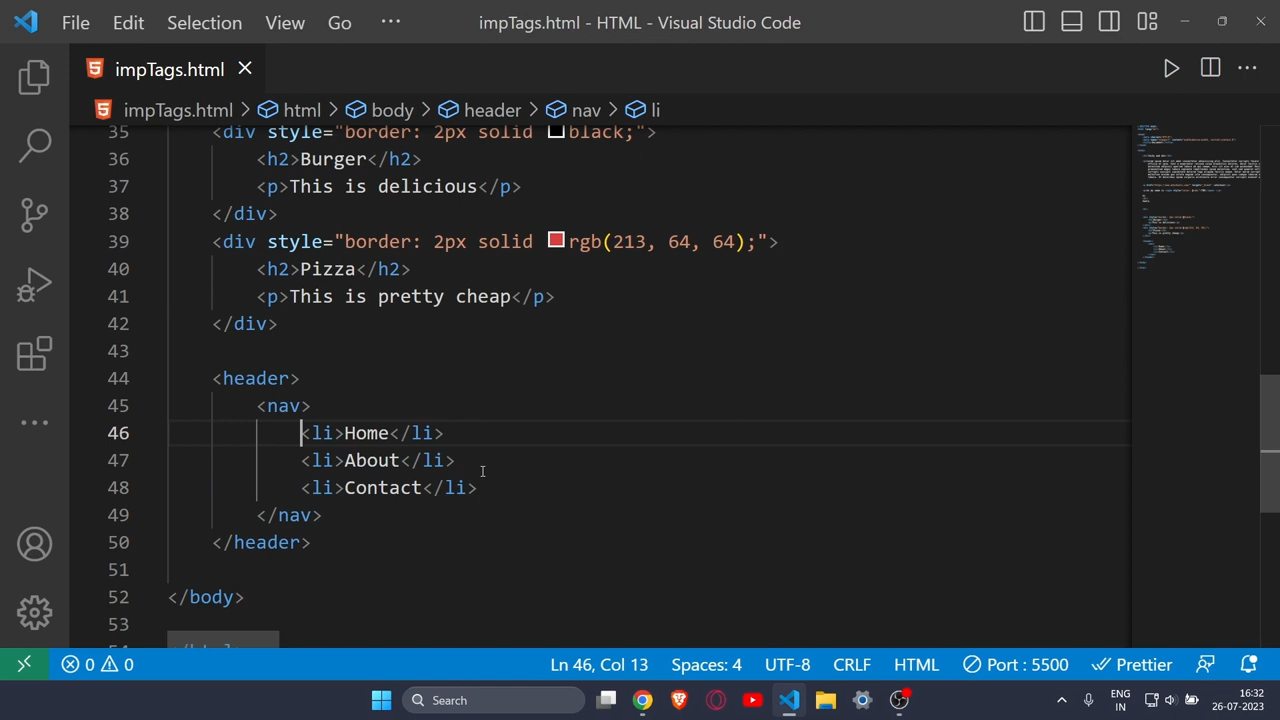 File Edit Selection View Go ··· impTags.html - HTML - Visual Studio Code
impTags.html
impTags.html > html > body > header > nav > li
35 <div style="border: 2px solid black;">
36 <h2>Burger</h2>
37 <p>This is delicious</p>
38 </div>
39 <div style="border: 2px solid rgb(213, 64, 64);">
40 <h2>Pizza</h2>
41 <p>This is pretty cheap</p>
42 </div>
43
44 <header>
45 <nav>
46 <li>Home</li>
47 <li>About</li>
48 <li>Contact</li>
49 </nav>
50 </header>
51
52 </body>
53
Ln 46, Col 13 Spaces: 4 UTF-8 CRLF HTML Port : 5500 Prettier
0 0
Search
ENG
IN
16:32
26-07-2023